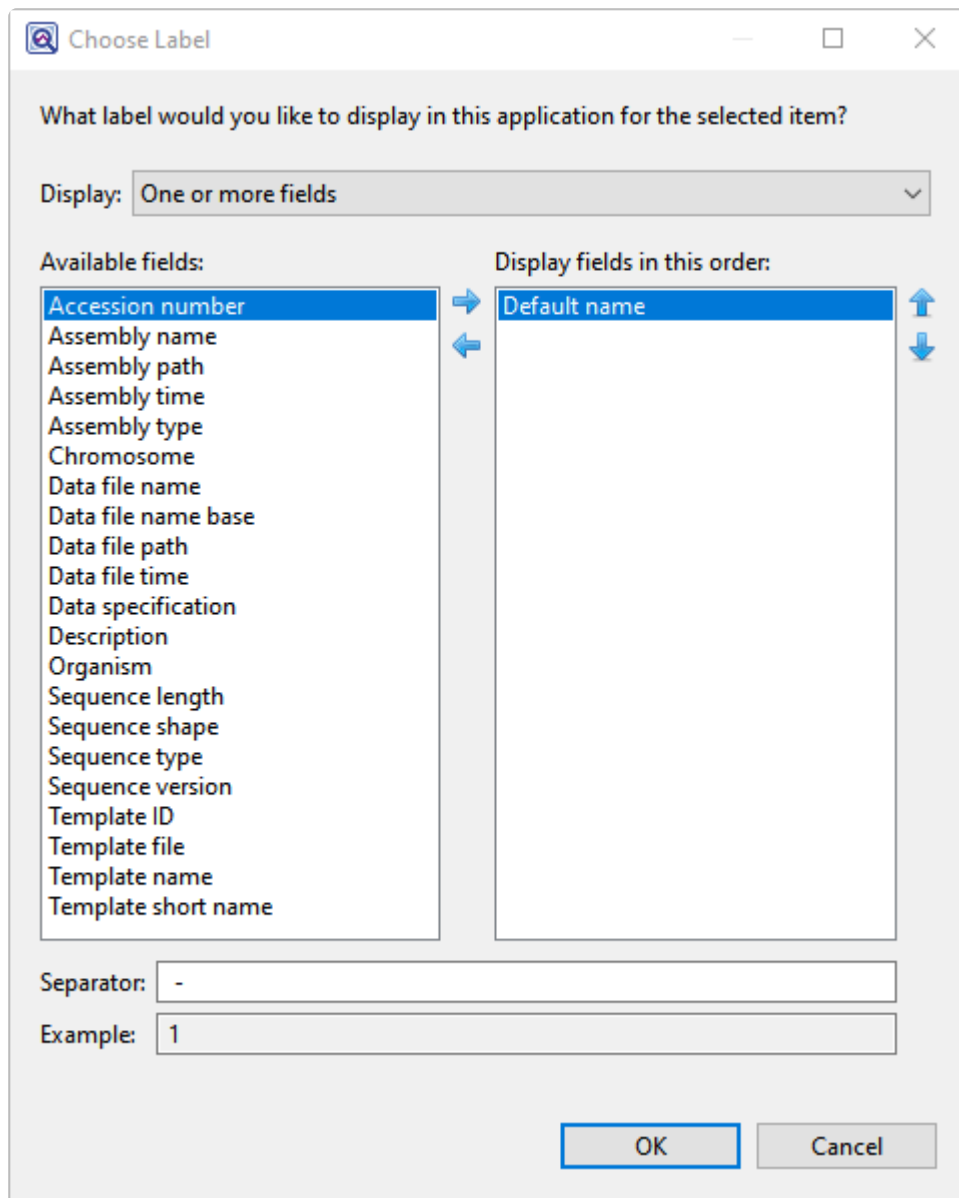 Choose Label
What label would you like to display in this application for the selected item?
Display: One or more fields
Available fields:
Accession number
Assembly name
Assembly path
Assembly time
Assembly type
Chromosome
Data file name
Data file name base
Data file path
Data file time
Data specification
Description
Organism
Sequence length
Sequence shape
Sequence type
Sequence version
Template ID
Template file
Template name
Template short name
Display fields in this order:
Default name
Separator: -
Example: 1
OK Cancel